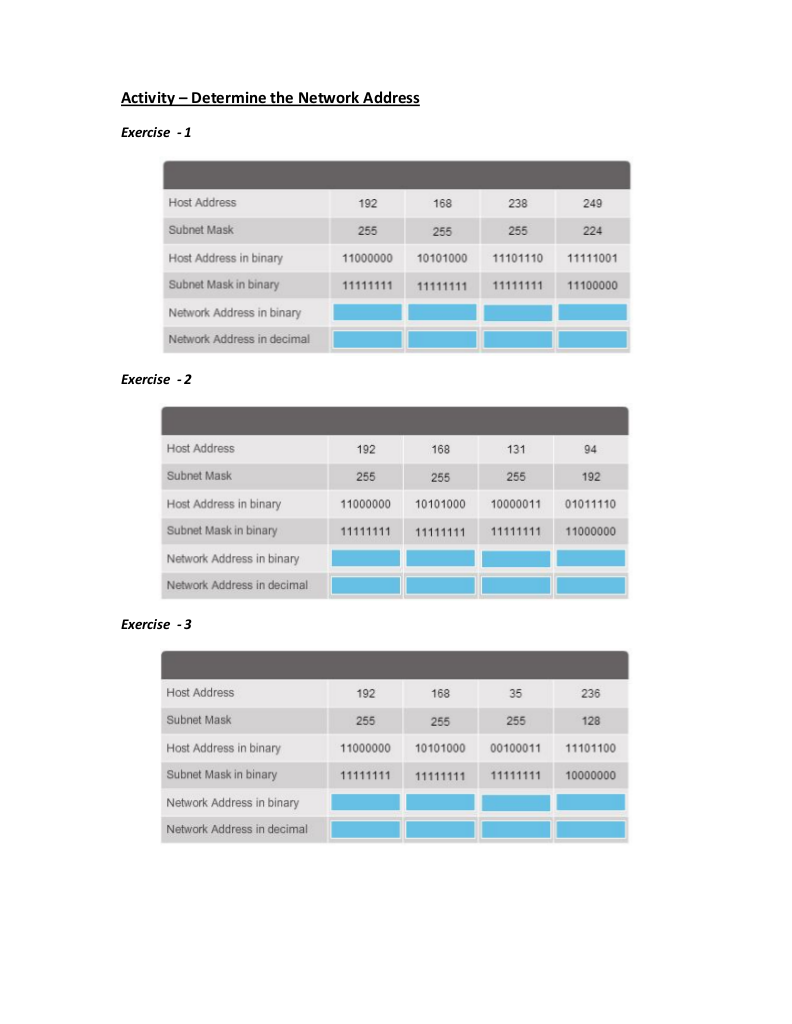 Activity – Determine the Network Address
Exercise - 1
Host Address 192 168 238 249
Subnet Mask 255 255 255 224
Host Address in binary 11000000 10101000 11101110 11111001
Subnet Mask in binary 11111111 11111111 11111111 11100000
Network Address in binary
Network Address in decimal
Exercise - 2
Host Address 192 168 131 94
Subnet Mask 255 255 255 192
Host Address in binary 11000000 10101000 10000011 01011110
Subnet Mask in binary 11111111 11111111 11111111 11000000
Network Address in binary
Network Address in decimal
Exercise - 3
Host Address 192 168 35 236
Subnet Mask 255 255 255 128
Host Address in binary 11000000 10101000 00100011 11101100
Subnet Mask in binary 11111111 11111111 11111111 10000000
Network Address in binary
Network Address in decimal